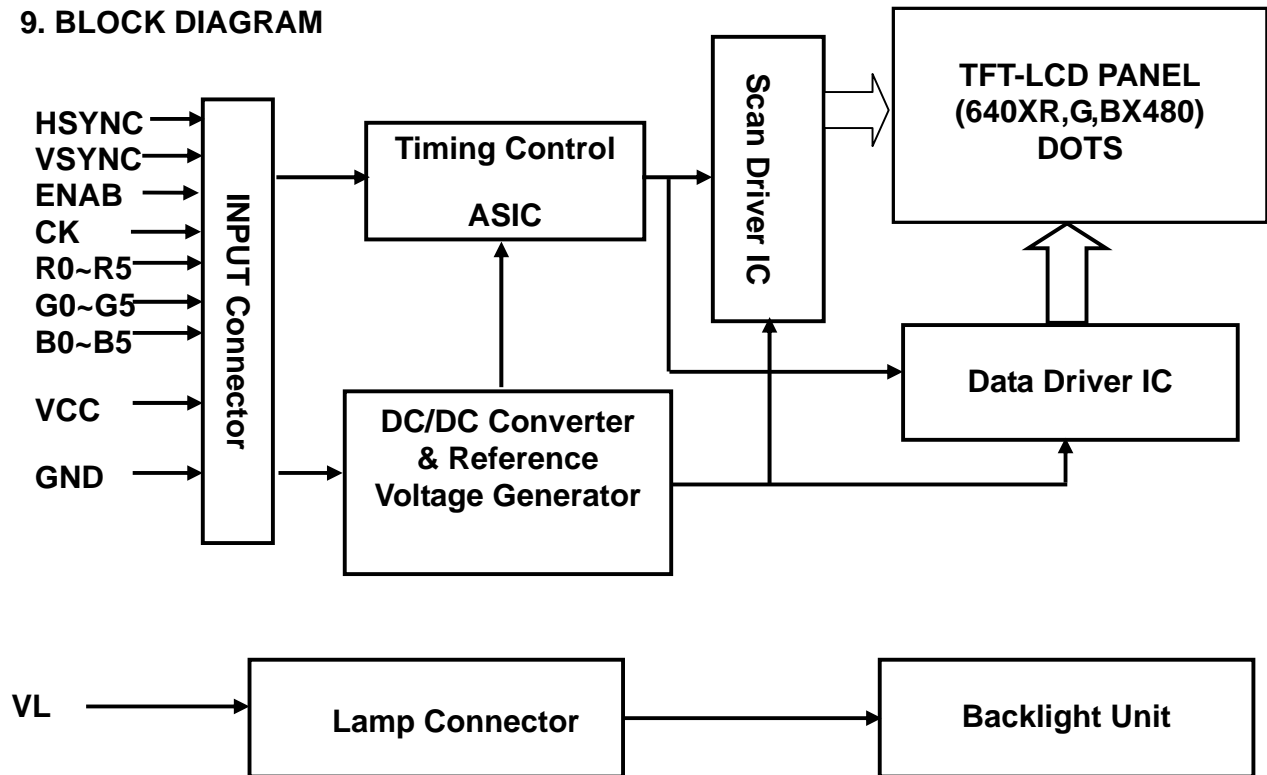 9. BLOCK DIAGRAM
HSYNC
VSYNC
ENAB
CK
R0~R5
G0~G5
B0~B5
VCC
GND
INPUT Connector
Timing Control
ASIC
DC/DC Converter
& Reference
Voltage Generator
Scan Driver IC
TFT-LCD PANEL
(640XR,G,BX480)
DOTS
Data Driver IC
VL
Lamp Connector
Backlight Unit